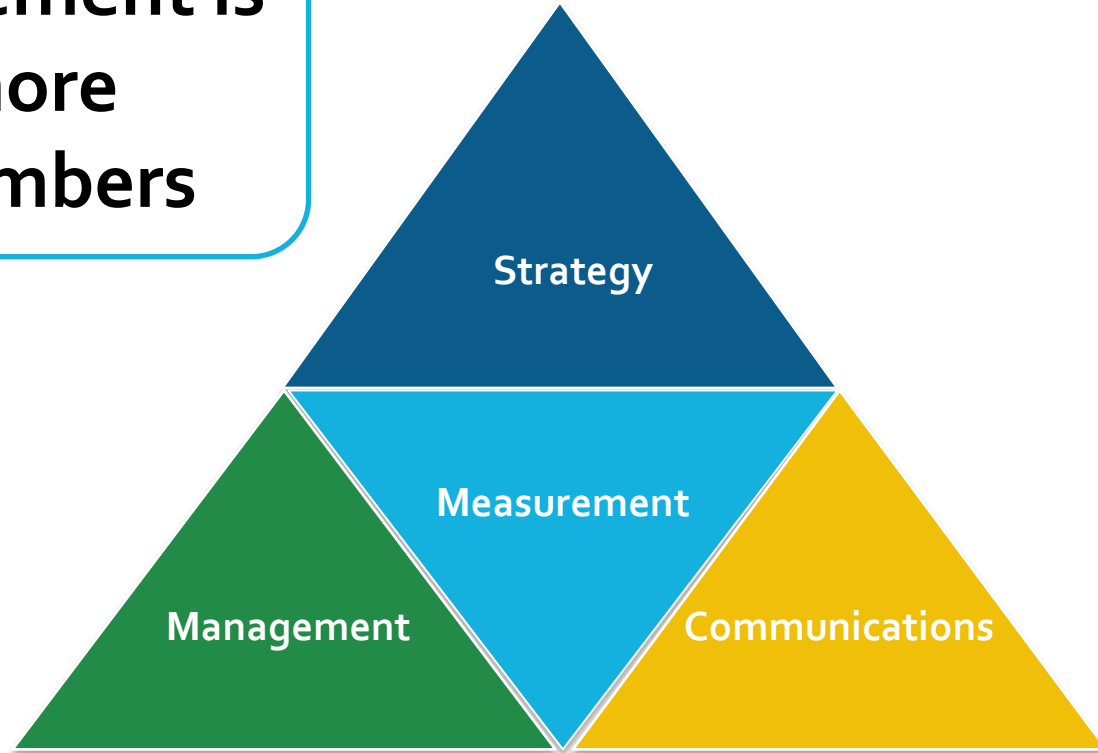 ement is
ore
mbers
Strategy
Measurement
Management
Communications